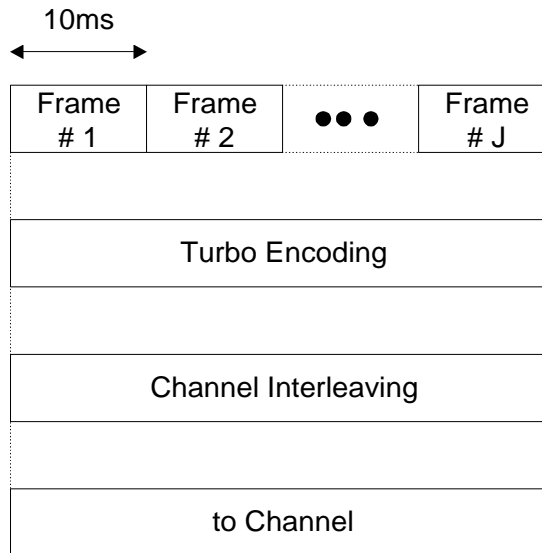 10ms
Frame # 1
Frame # 2
●●●
Frame # J
Turbo Encoding
Channel Interleaving
to Channel